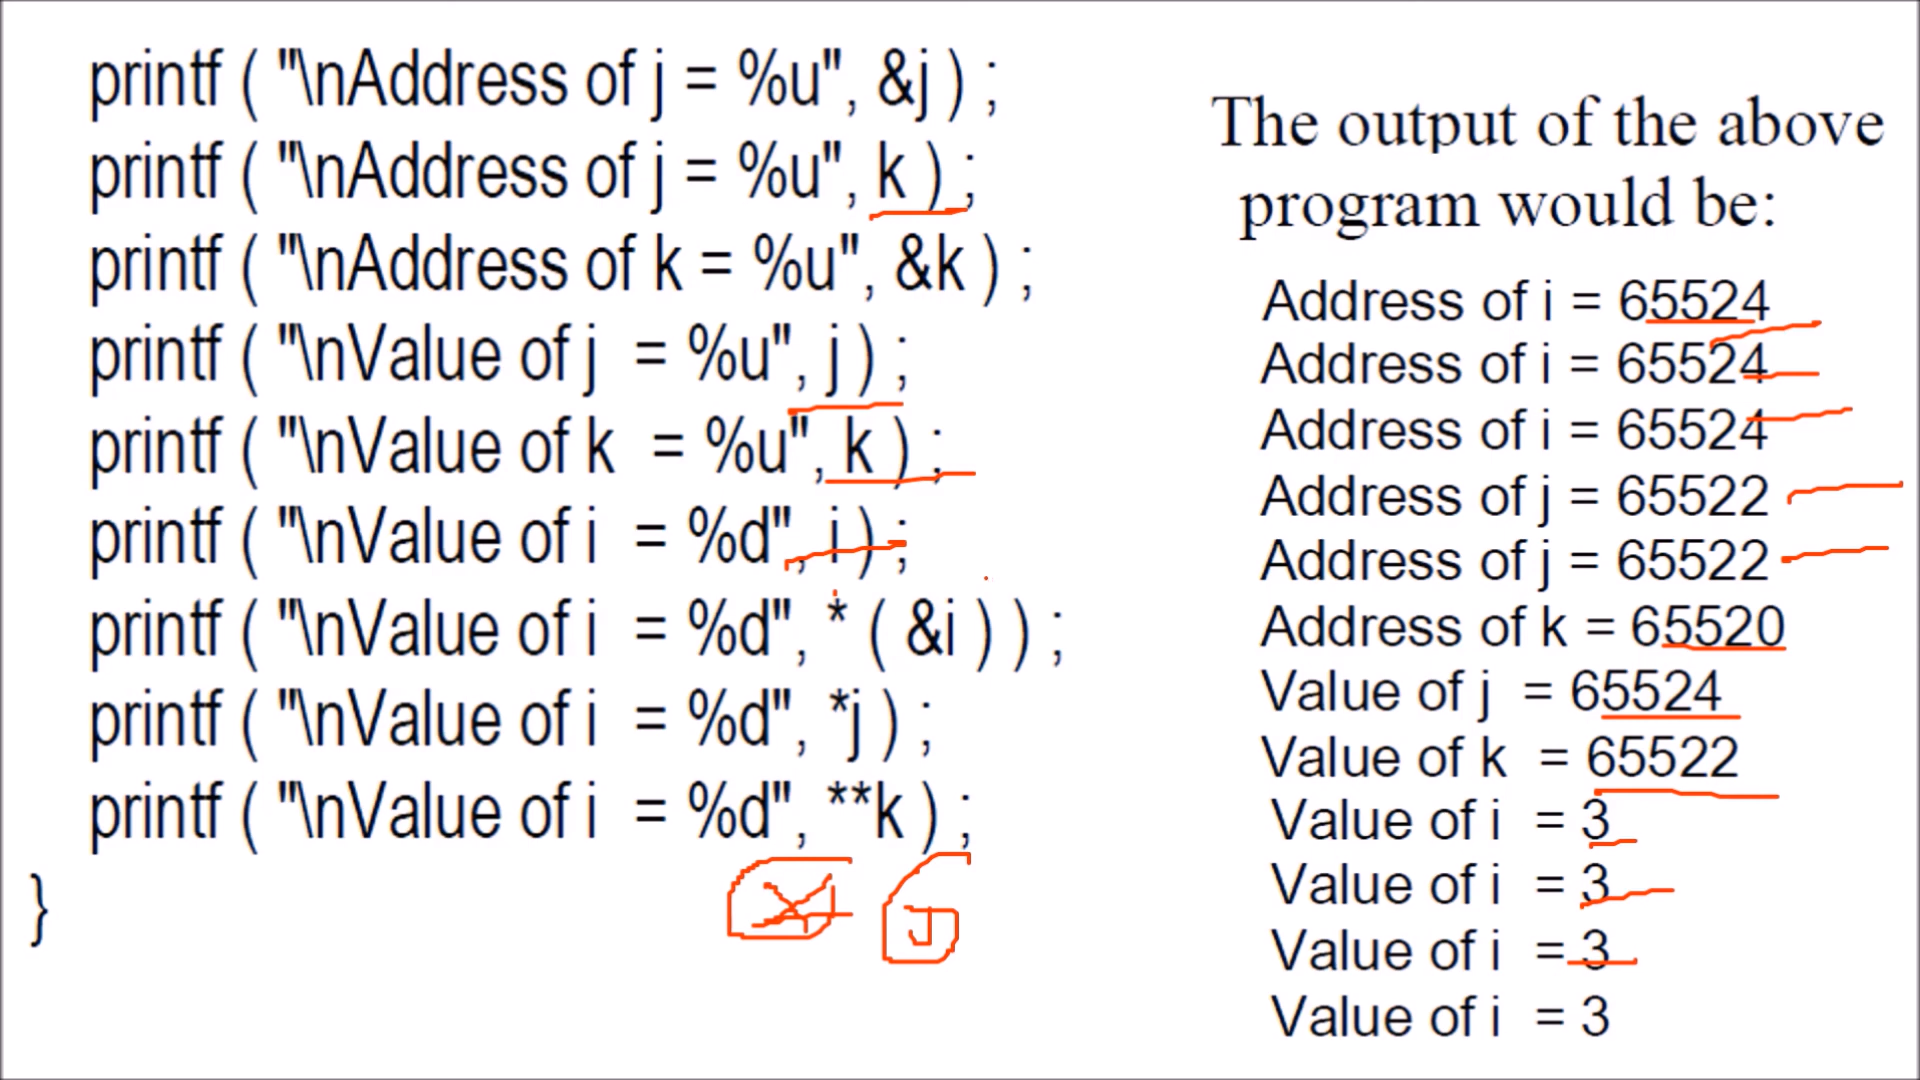 printf ( "\nAddress of j = %u", &j ) ;
printf ( "\nAddress of j = %u", k ) ;
printf ( "\nAddress of k = %u", &k ) ;
printf ( "\nValue of j  = %u", j ) ;
printf ( "\nValue of k  = %u", k ) ;
printf ( "\nValue of i  = %d", i ) ;
printf ( "\nValue of i  = %d", * ( &i ) ) ;
printf ( "\nValue of i  = %d", *j ) ;
printf ( "\nValue of i  = %d", **k ) ;
}
J
The output of the above
program would be:
Address of i = 65524
Address of i = 65524
Address of i = 65524
Address of j = 65522
Address of j = 65522
Address of k = 65520
Value of j  = 65524
Value of k  = 65522
Value of i  = 3
Value of i  = 3
Value of i  = 3
Value of i  = 3